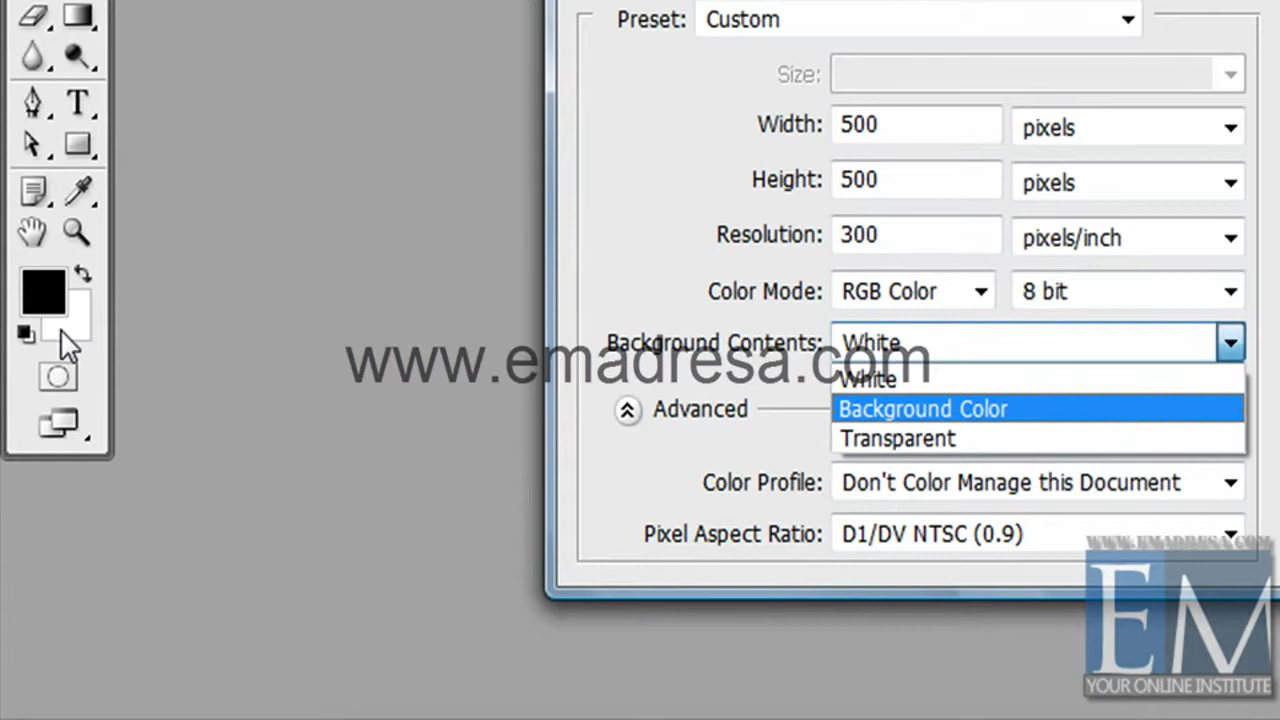 Preset: Custom
Size:
Width: 500 pixels
Height: 500 pixels
Resolution: 300 pixels/inch
Color Mode: RGB Color 8 bit
Background Contents: White
www.emadresa.com
White
Background Color
Advanced
Transparent
Color Profile: Don't Color Manage this Document
Pixel Aspect Ratio: D1/DV NTSC (0.9)
WWW.EMADRESA.COM
EM
YOUR ONLINE INSTITUTE
T